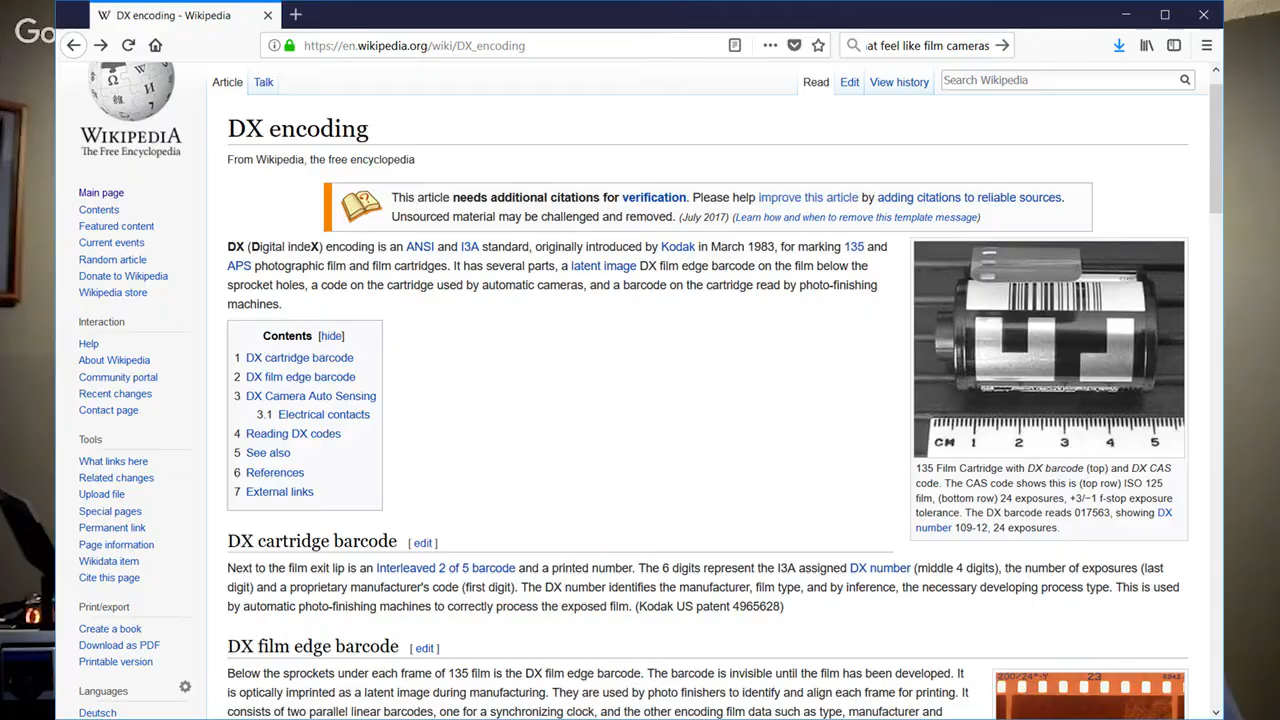 DX encoding - Wikipedia
Go
https://en.wikipedia.org/wiki/DX_encoding
at feel like film cameras
WIKIPEDIA
The Free Encyclopedia
Article Talk
Read Edit View history
Search Wikipedia
DX encoding
From Wikipedia, the free encyclopedia
This article needs additional citations for verification. Please help improve this article by adding citations to reliable sources.
Unsourced material may be challenged and removed. (July 2017) (Learn how and when to remove this template message)
Main page
Contents
Featured content
Current events
Random article
Donate to Wikipedia
Wikipedia store
Interaction
Help
About Wikipedia
Community portal
Recent changes
Contact page
Tools
What links here
Related changes
Upload file
Special pages
Permanent link
Page information
Wikidata item
Cite this page
Print/export
Create a book
Download as PDF
Printable version
Languages
Deutsch
DX (Digital indeX) encoding is an ANSI and I3A standard, originally introduced by Kodak in March 1983, for marking 135 and
APS photographic film and film cartridges. It has several parts, a latent image DX film edge barcode on the film below the
sprocket holes, a code on the cartridge used by automatic cameras, and a barcode on the cartridge read by photo-finishing
machines.
Contents [hide]
1 DX cartridge barcode
2 DX film edge barcode
3 DX Camera Auto Sensing
3.1 Electrical contacts
4 Reading DX codes
5 See also
6 References
7 External links
CM 1 2 3 4 5
135 Film Cartridge with DX barcode (top) and DX CAS
code. The CAS code shows this is (top row) ISO 125
film, (bottom row) 24 exposures, +3/−1 f-stop exposure
tolerance. The DX barcode reads 017563, showing DX
number 109-12, 24 exposures.
DX cartridge barcode [ edit ]
Next to the film exit lip is an Interleaved 2 of 5 barcode and a printed number. The 6 digits represent the I3A assigned DX number (middle 4 digits), the number of exposures (last
digit) and a proprietary manufacturer's code (first digit). The DX number identifies the manufacturer, film type, and by inference, the necessary developing process type. This is used
by automatic photo-finishing machines to correctly process the exposed film. (Kodak US patent 4965628)
DX film edge barcode [ edit ]
Below the sprockets under each frame of 135 film is the DX film edge barcode. The barcode is invisible until the film has been developed. It
is optically imprinted as a latent image during manufacturing. They are used by photo finishers to identify and align each frame for printing. It
consists of two parallel linear barcodes, one for a synchronizing clock, and the other encoding film data such as type, manufacturer and
23